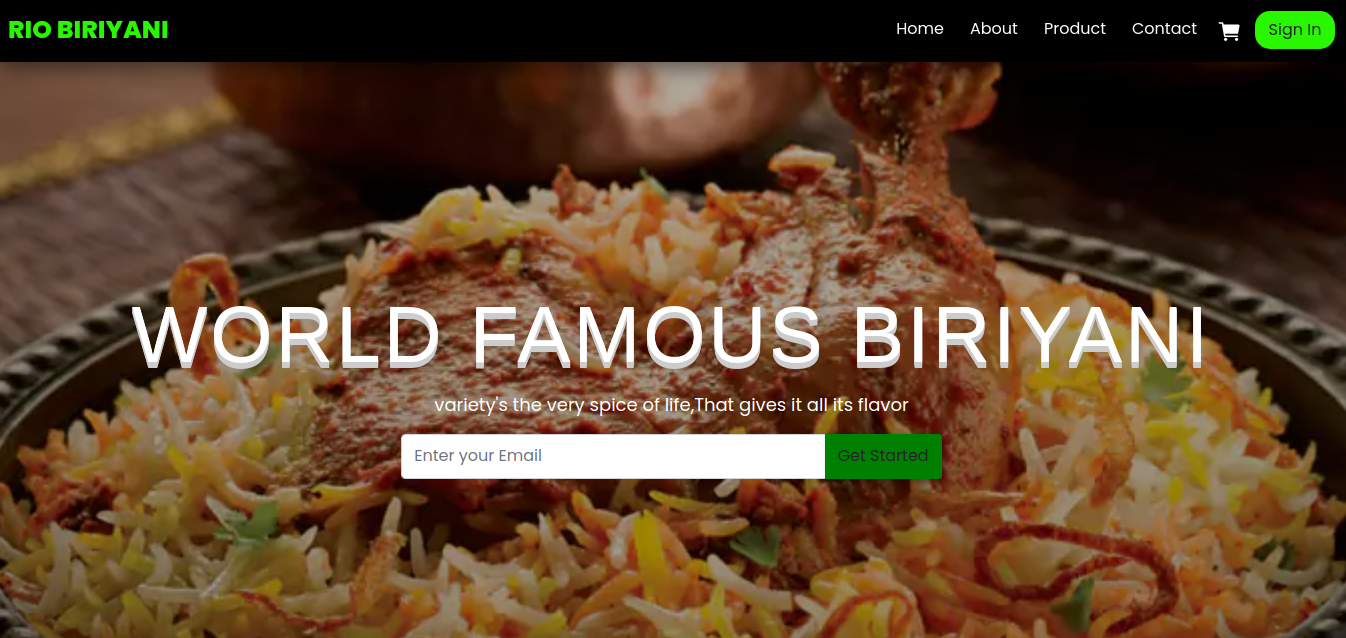 RIO BIRIYANI
Home About Product Contact Sign In
WORLD FAMOUS BIRIYANI
variety's the very spice of life,That gives it all its flavor
Enter your Email Get Started